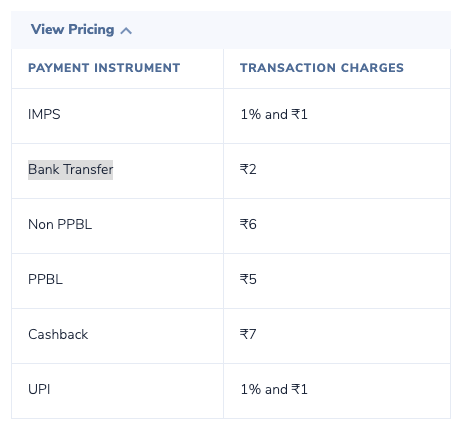 View Pricing
PAYMENT INSTRUMENT TRANSACTION CHARGES
IMPS 1% and ₹1
Bank Transfer ₹2
Non PPBL ₹6
PPBL ₹5
Cashback ₹7
UPI 1% and ₹1